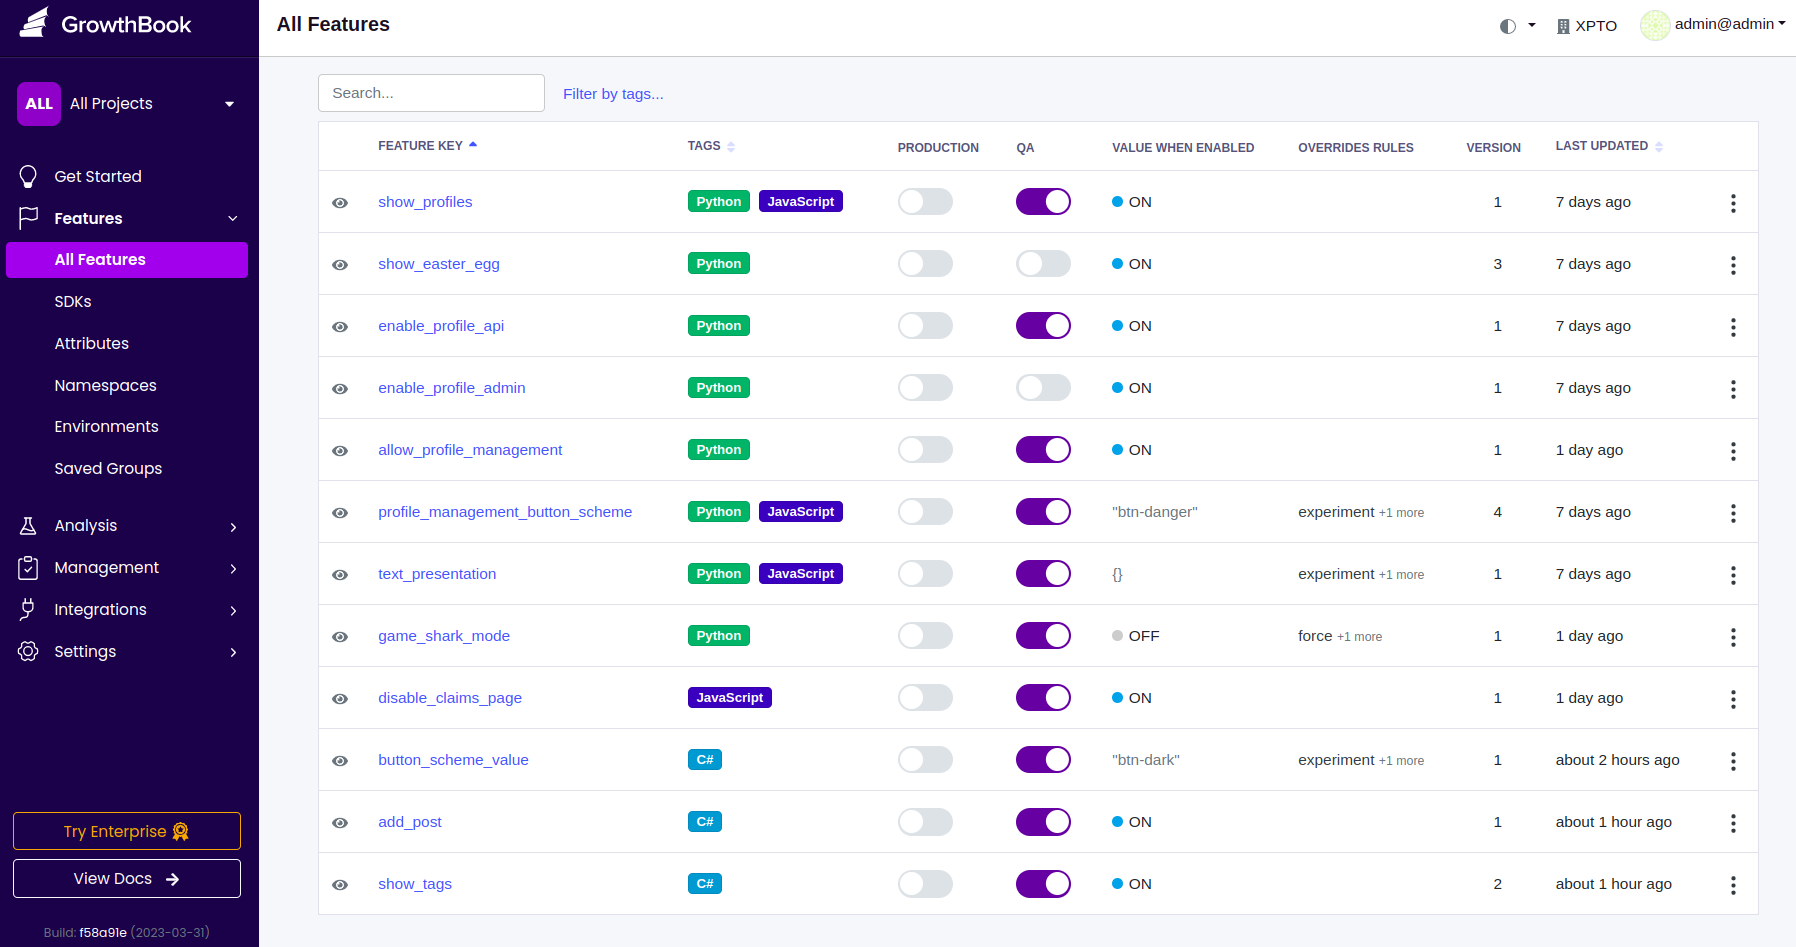 GrowthBook
All Features
XPTO
admin@admin
ALL All Projects
Get Started
Features
All Features
SDKs
Attributes
Namespaces
Environments
Saved Groups
Analysis
Management
Integrations
Settings
Try Enterprise
View Docs
Build: f58a91e (2023-03-31)
Search... Filter by tags...
FEATURE KEY TAGS PRODUCTION QA VALUE WHEN ENABLED OVERRIDES RULES VERSION LAST UPDATED
show_profiles Python JavaScript ON 1 7 days ago
show_easter_egg Python ON 3 7 days ago
enable_profile_api Python ON 1 7 days ago
enable_profile_admin Python ON 1 7 days ago
allow_profile_management Python ON 1 1 day ago
profile_management_button_scheme Python JavaScript "btn-danger" experiment +1 more 4 7 days ago
text_presentation Python JavaScript {} experiment +1 more 1 7 days ago
game_shark_mode Python OFF force +1 more 1 1 day ago
disable_claims_page JavaScript ON 1 1 day ago
button_scheme_value C# "btn-dark" experiment +1 more 1 about 2 hours ago
add_post C# ON 1 about 1 hour ago
show_tags C# ON 2 about 1 hour ago